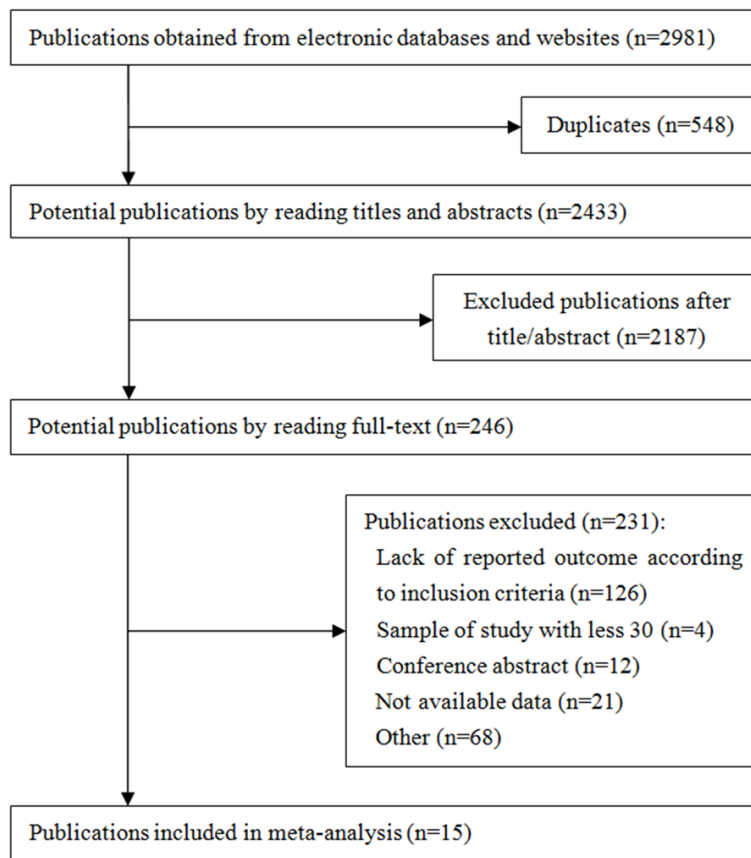 Publications obtained from electronic databases and websites (n=2981)
Duplicates (n=548)
Potential publications by reading titles and abstracts (n=2433)
Excluded publications after
title/abstract (n=2187)
Potential publications by reading full-text (n=246)
Publications excluded (n=231):
Lack of reported outcome according
to inclusion criteria (n=126)
Sample of study with less 30 (n=4)
Conference abstract (n=12)
Not available data (n=21)
Other (n=68)
Publications included in meta-analysis (n=15)